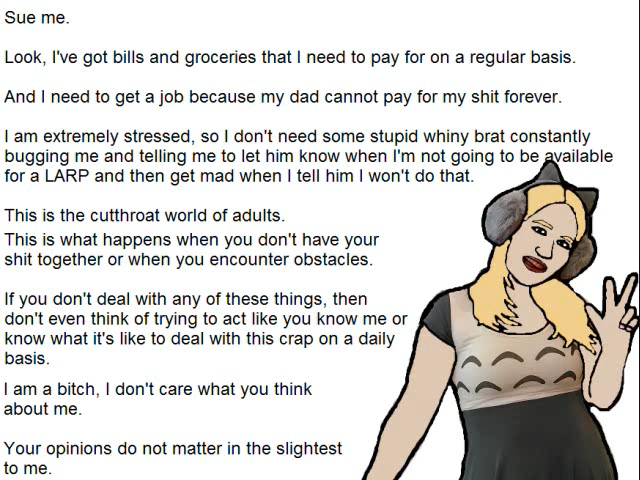 Sue me.
Look, I've got bills and groceries that I need to pay for on a regular basis.
And I need to get a job because my dad cannot pay for my shit forever.
I am extremely stressed, so I don't need some stupid whiny brat constantly
bugging me and telling me to let him know when I'm not going to be available
for a LARP and then get mad when I tell him I won't do that.
This is the cutthroat world of adults.
This is what happens when you don't have your
shit together or when you encounter obstacles.
If you don't deal with any of these things, then
don't even think of trying to act like you know me or
know what it's like to deal with this crap on a daily
basis.
I am a bitch, I don't care what you think
about me.
Your opinions do not matter in the slightest
to me.